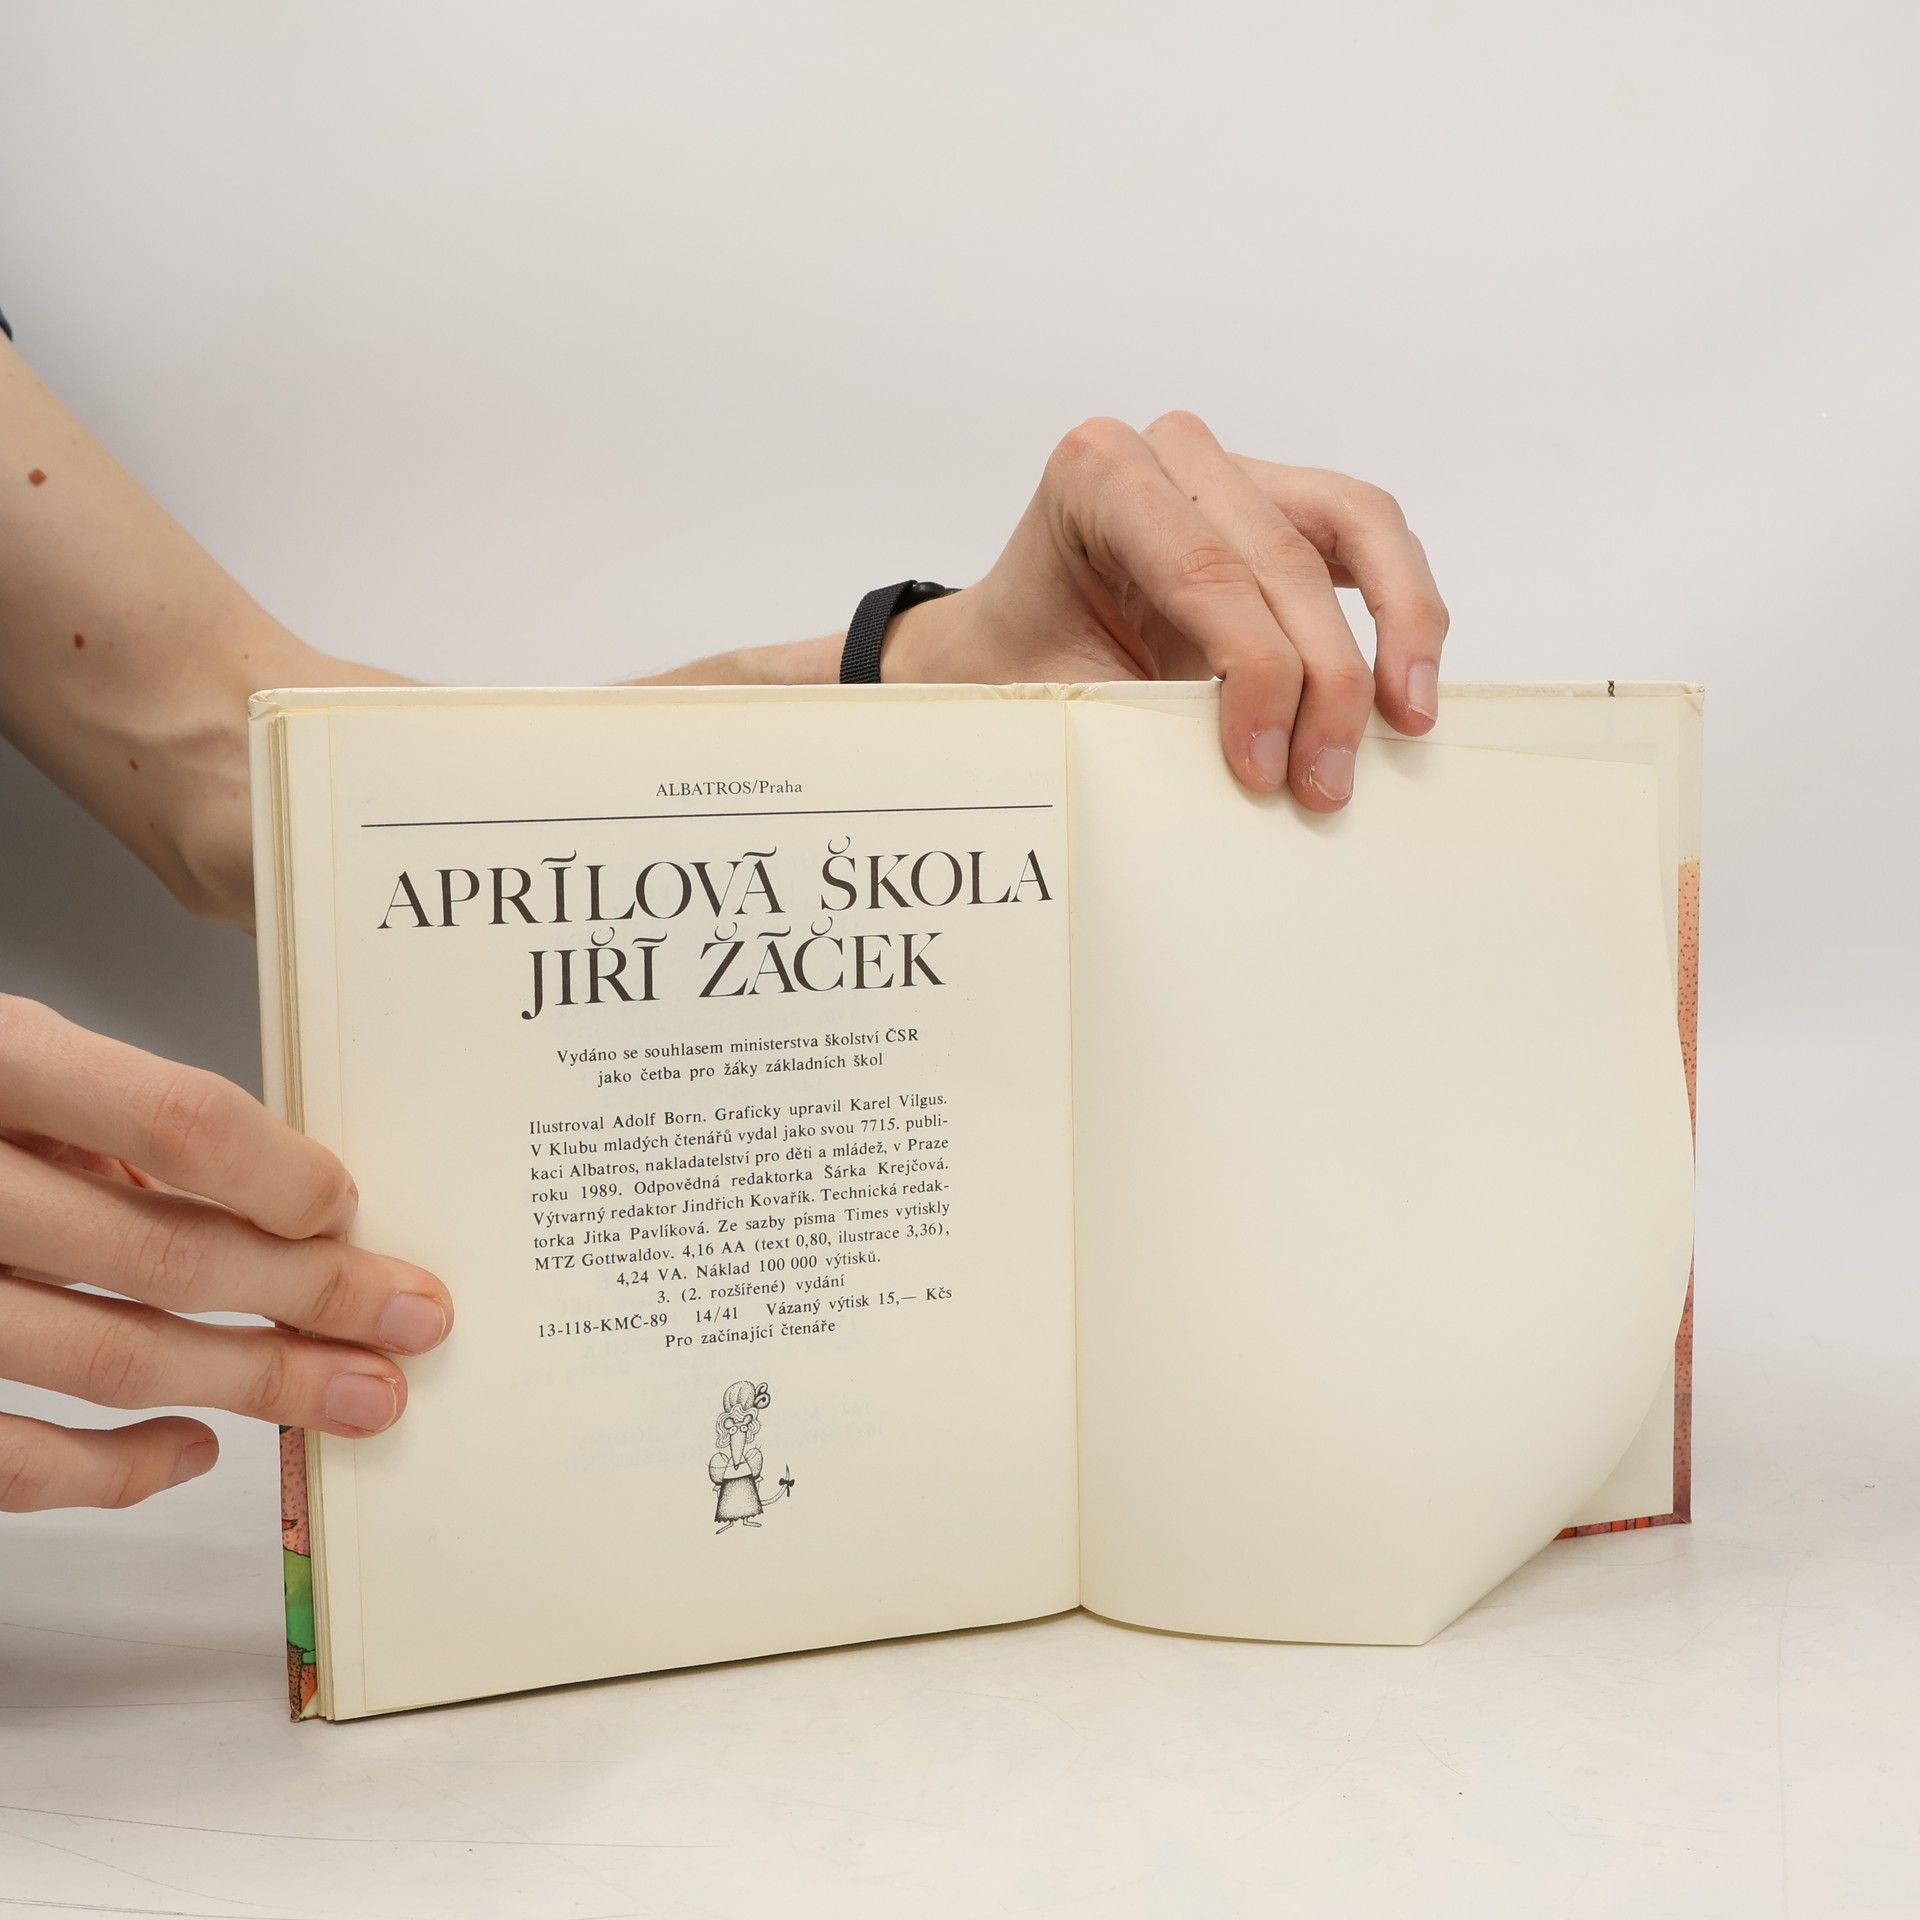 ALBATROS/Praha
APRÍLOVÁ ŠKOLA
JIŘÍ ŽÁČEK
Vydáno se souhlasem ministerstva školství ČSR
jako četba pro žáky základních škol
Ilustroval Adolf Born. Graficky upravil Karel Vilgus.
V Klubu mladých čtenářů vydal jako svou 7715. publi-
kaci Albatros, nakladatelství pro děti a mládež, v Praze
roku 1989. Odpovědná redaktorka Šárka Krejčová.
Výtvarný redaktor Jindřich Kovařík. Technická redak-
torka Jitka Pavlíková. Ze sazby písma Times vytiskly
MTZ Gottwaldov. 4,16 AA (text 0,80, ilustrace 3,36),
4,24 VA. Náklad 100 000 výtisků.
3. (2. rozšířené) vydání
13-118-KMČ-89 14/41 Vázaný výtisk 15,— Kčs
Pro začínající čtenáře